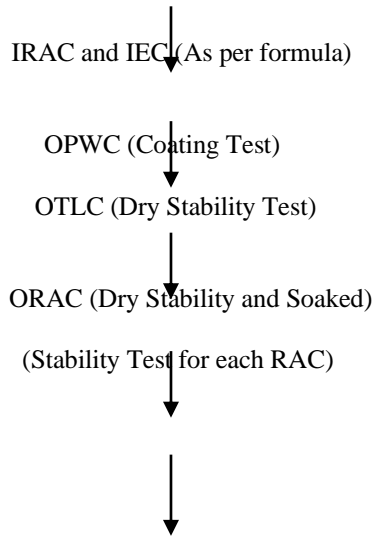 IRAC and IEC (As per formula)
OPWC (Coating Test)
OTLC (Dry Stability Test)
ORAC (Dry Stability and Soaked)
(Stability Test for each RAC)